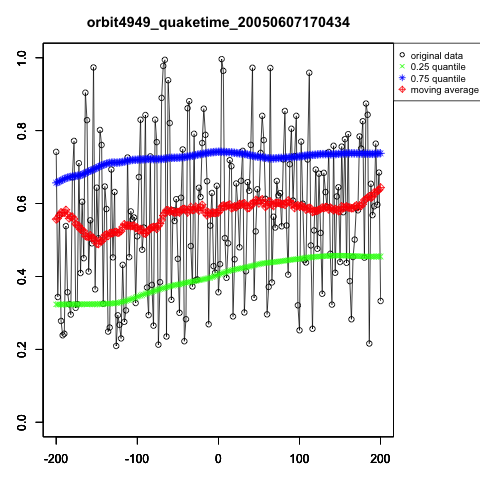 orbit4949_quaketime_20050607170434
original data
0.25 quantile
0.75 quantile
moving average
1.0
0.8
0.6
0.4
0.2
0.0
-200 -100 0 100 200